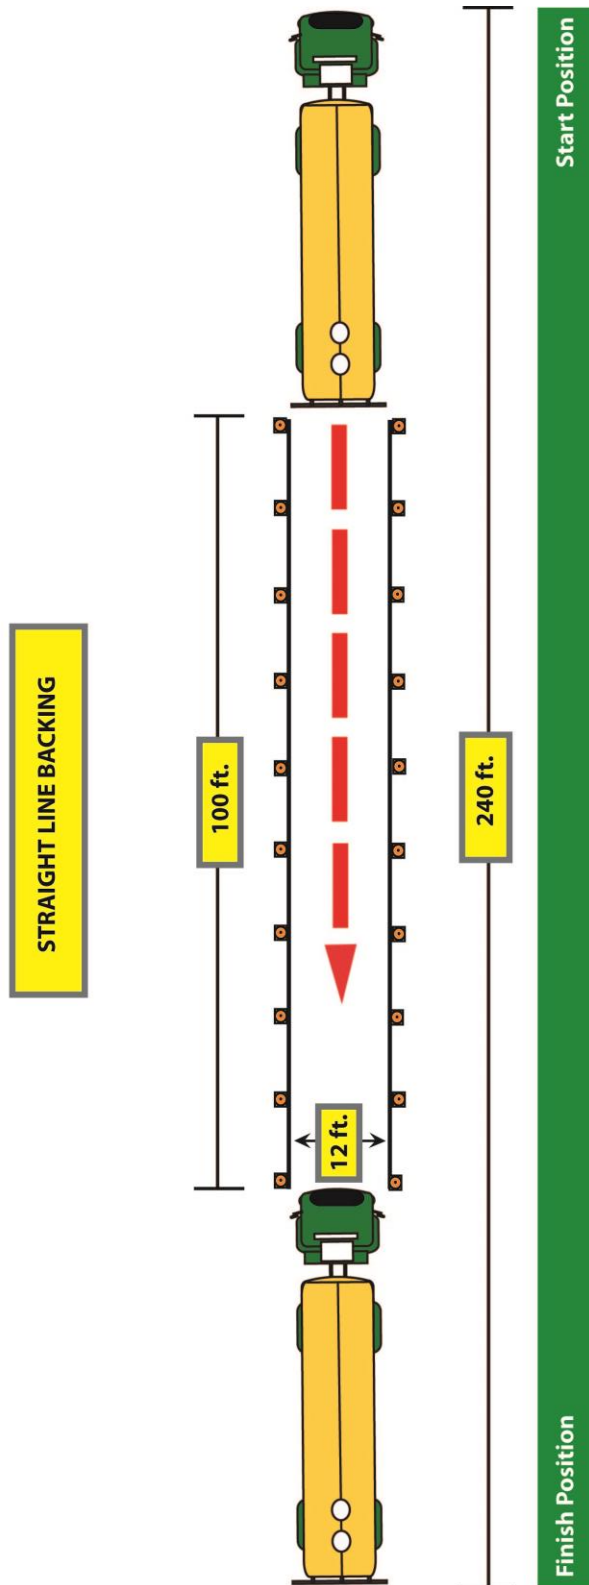 STRAIGHT LINE BACKING
100 ft.
12 ft.
240 ft.
Finish Position
Start Position